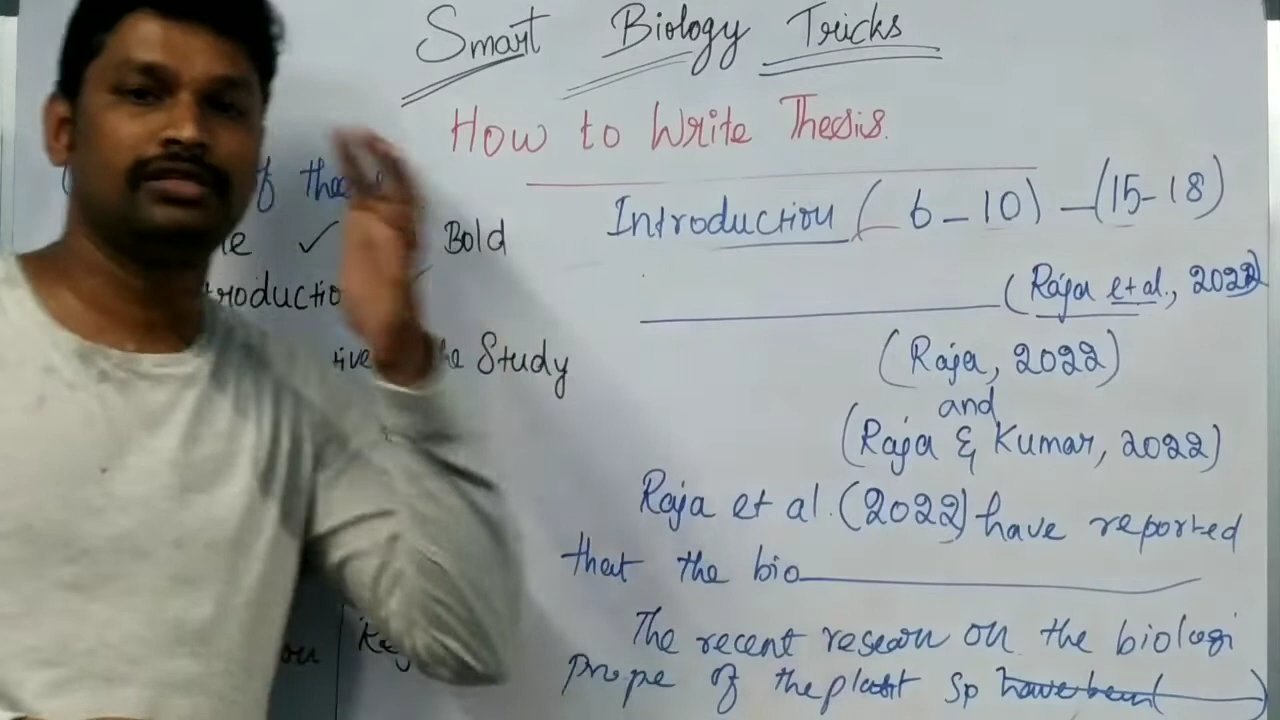 Smart Biology Tricks
How to Write Thesis.
of
✓ Bold
Study
Introduction (6-10) - (15-18)
(Raja et al., 2022)
(Raja, 2022)
and
(Raja & Kumar, 2022)
Raja et al. (2022) have reported
that the bio
The recent on the biologi
prope of the sp